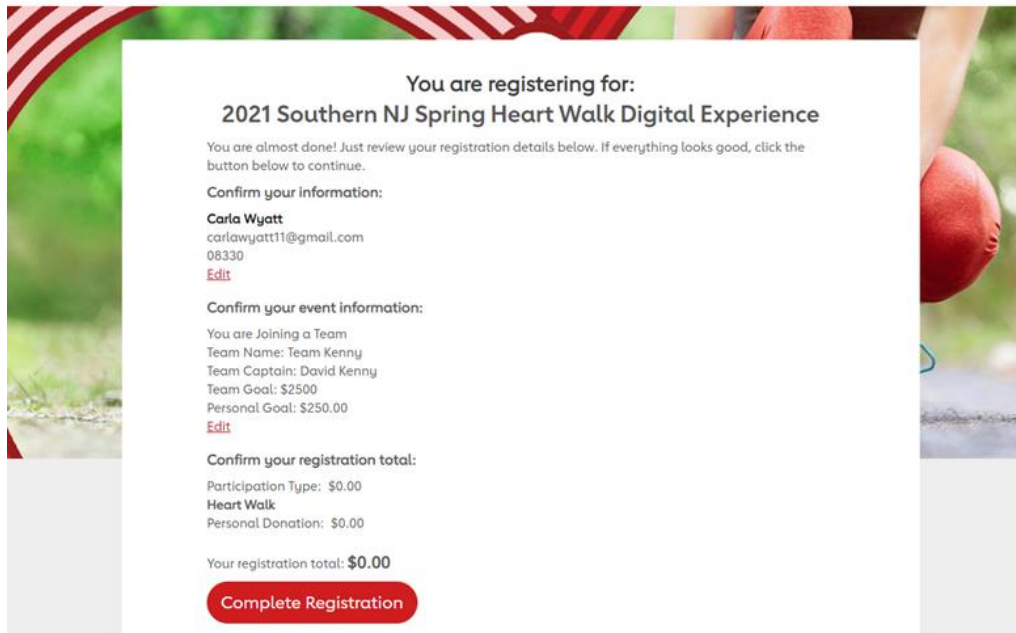 You are registering for:
2021 Southern NJ Spring Heart Walk Digital Experience
You are almost done! Just review your registration details below. If everything looks good, click the
button below to continue.
Confirm your information:
Carla Wyatt
carlawyatt11@gmail.com
08330
Edit
Confirm your event information:
You are Joining a Team
Team Name: Team Kenny
Team Captain: David Kenny
Team Goal: $2500
Personal Goal: $250.00
Edit
Confirm your registration total:
Participation Type: $0.00
Heart Walk
Personal Donation: $0.00
Your registration total: $0.00
Complete Registration